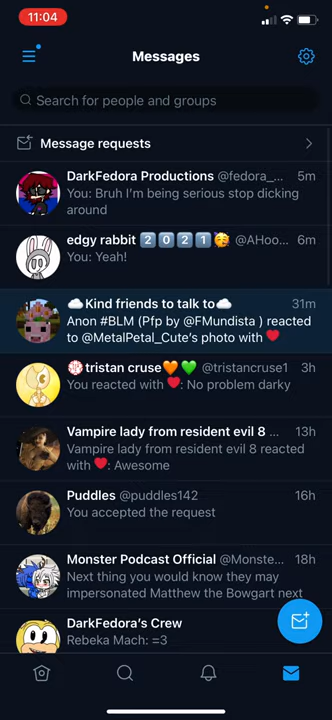 11:04
Messages
Search for people and groups
Message requests
DarkFedora Productions @fedora_... 5m
You: Bruh I'm being serious stop dicking
around
edgy rabbit 2️⃣0️⃣2️⃣1️⃣🥳 @AHoo... 6m
You: Yeah!
☁️Kind friends to talk to☁️ 31m
Anon #BLM (Pfp by @FMundista ) reacted
to @MetalPetal_Cute's photo with ❤️
⚾tristan cruse🧡💚 @tristancruse1 3h
You reacted with ❤️: No problem darky
Vampire lady from resident evil 8 ... 13h
Vampire lady from resident evil 8 reacted
with ❤️: Awesome
Puddles @puddles142 16h
You accepted the request
Monster Podcast Official @Monste... 18h
Next thing you would know they may
impersonated Matthew the Bowgart next
DarkFedora's Crew
Rebeka Mach: =3